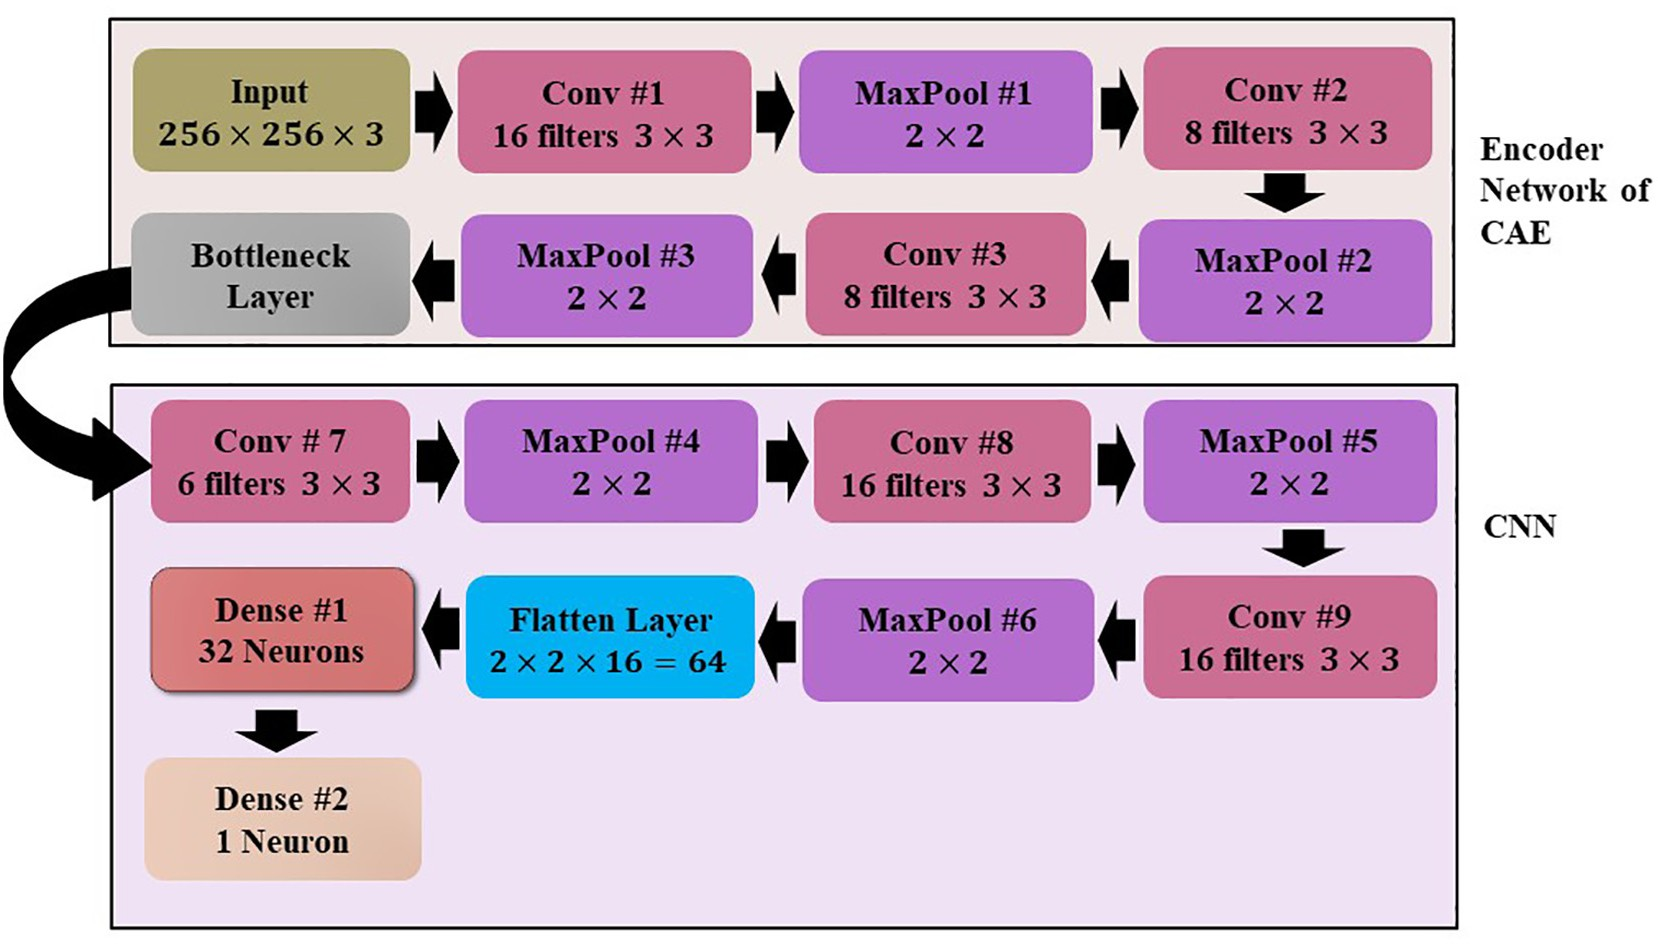 Input
256 × 256 × 3
Conv #1
16 filters 3 × 3
MaxPool #1
2 × 2
Conv #2
8 filters 3 × 3
MaxPool #2
2 × 2
Conv #3
8 filters 3 × 3
MaxPool #3
2 × 2
Bottleneck
Layer
Encoder
Network of
CAE
Conv # 7
6 filters 3 × 3
MaxPool #4
2 × 2
Conv #8
16 filters 3 × 3
MaxPool #5
2 × 2
Conv #9
16 filters 3 × 3
MaxPool #6
2 × 2
Flatten Layer
2 × 2 × 16 = 64
Dense #1
32 Neurons
Dense #2
1 Neuron
CNN